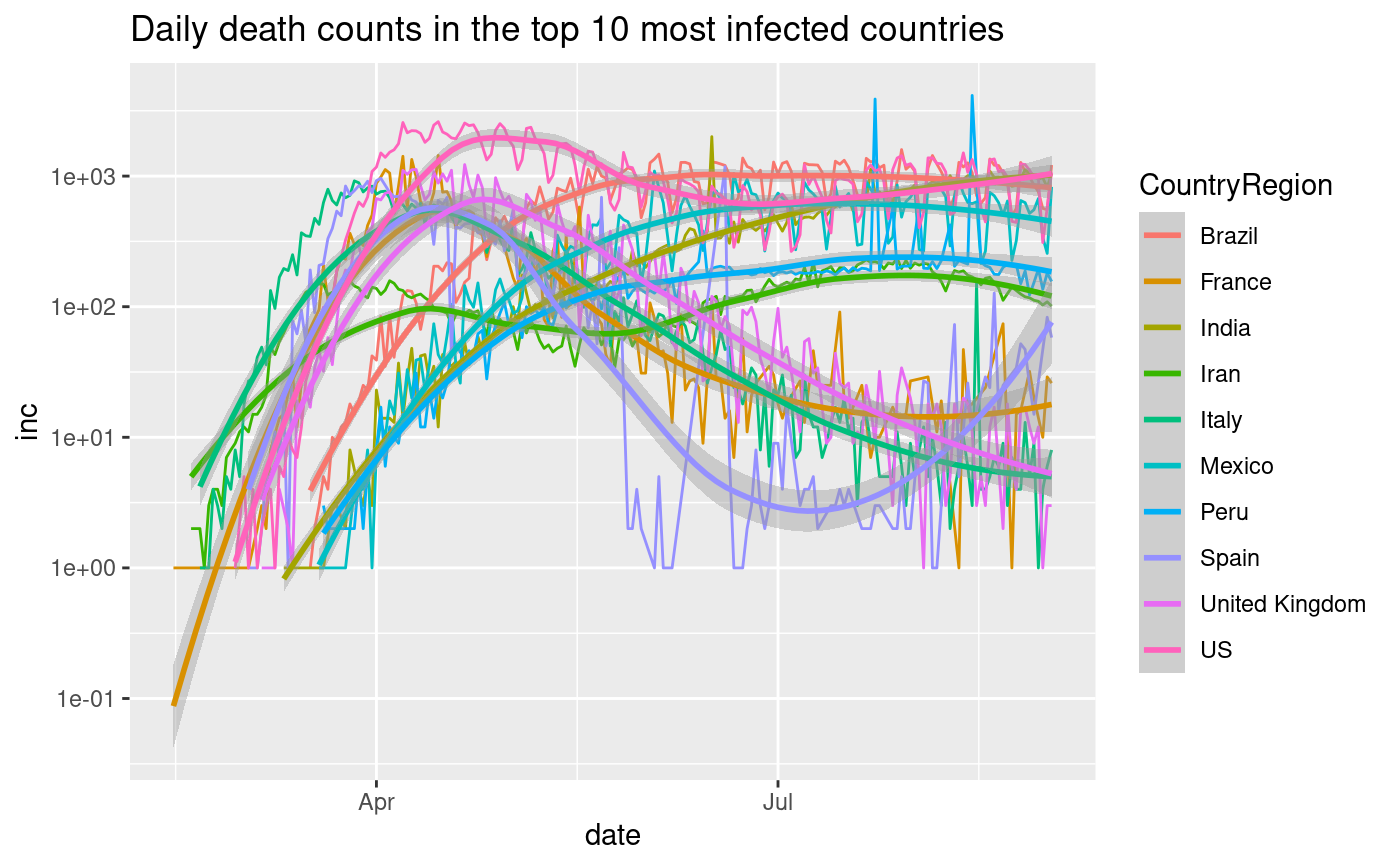 Daily death counts in the top 10 most infected countries
1e+03
1e+02
1e+01
1e+00
1e-01
inc
Apr
Jul
date
CountryRegion
Brazil
France
India
Iran
Italy
Mexico
Peru
Spain
United Kingdom
US